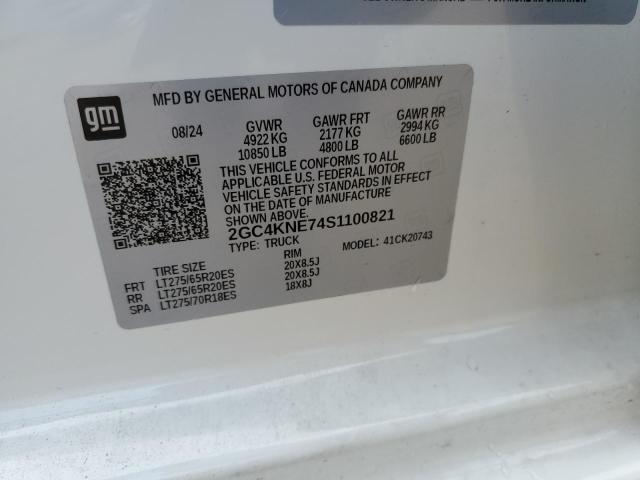 gm
MFD BY GENERAL MOTORS OF CANADA COMPANY
08/24 GVWR GAWR FRT GAWR RR
4922 KG 2177 KG 2994 KG
10850 LB 4800 LB 6600 LB
THIS VEHICLE CONFORMS TO ALL
APPLICABLE U.S. FEDERAL MOTOR
VEHICLE SAFETY STANDARDS IN EFFECT
ON THE DATE OF MANUFACTURE
SHOWN ABOVE.
2GC4KNE74S1100821
TYPE: TRUCK MODEL: 41CK20743
TIRE SIZE RIM
FRT LT275/65R20ES 20X8.5J
RR LT275/65R20ES 20X8.5J
SPA LT275/70R18ES 18X8J